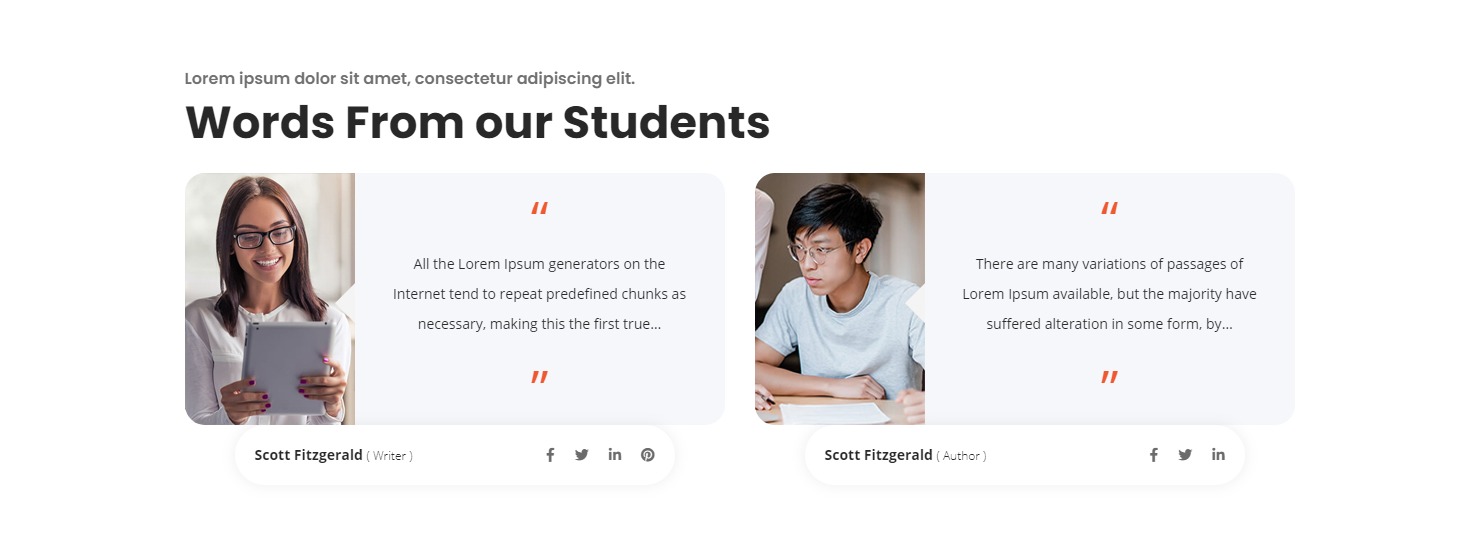 Lorem ipsum dolor sit amet, consectetur adipiscing elit.
Words From our Students
“
All the Lorem Ipsum generators on the
Internet tend to repeat predefined chunks as
necessary, making this the first true...
”
Scott Fitzgerald ( Writer )
“
There are many variations of passages of
Lorem Ipsum available, but the majority have
suffered alteration in some form, by...
”
Scott Fitzgerald ( Author )